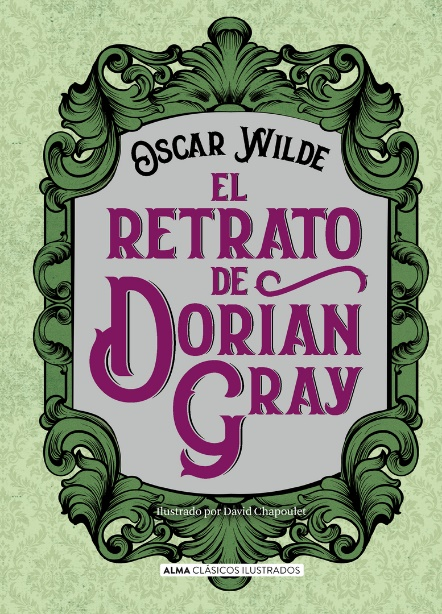 OSCAR WILDE
EL
RETRATO
DE
DORIAN
GRAY
Ilustrado por David Chapoulet
ALMA CLÁSICOS ILUSTRADOS